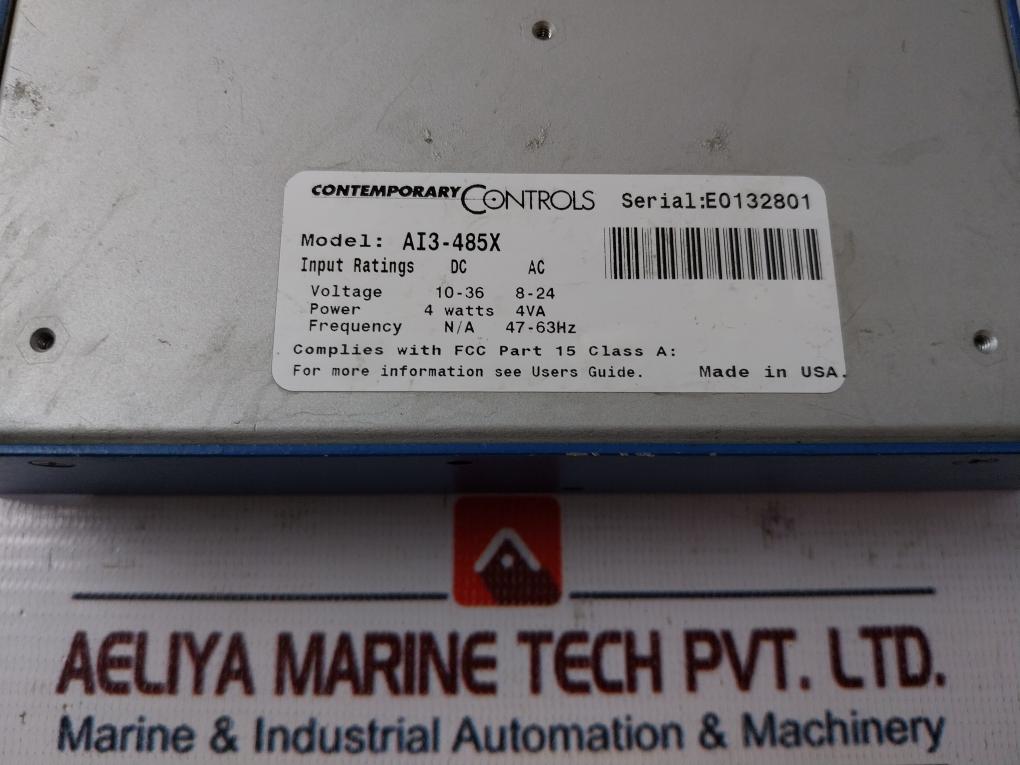 CONTEMPORARY CONTROLS Serial:E0132801
Model: AI3-485X
Input Ratings DC AC
Voltage 10-36 8-24
Power 4 watts 4VA
Frequency N/A 47-63Hz
Complies with FCC Part 15 Class A:
For more information see Users Guide. Made in USA.
AELIYA MARINE TECH PVT. LTD.
Marine & Industrial Automation & Machinery